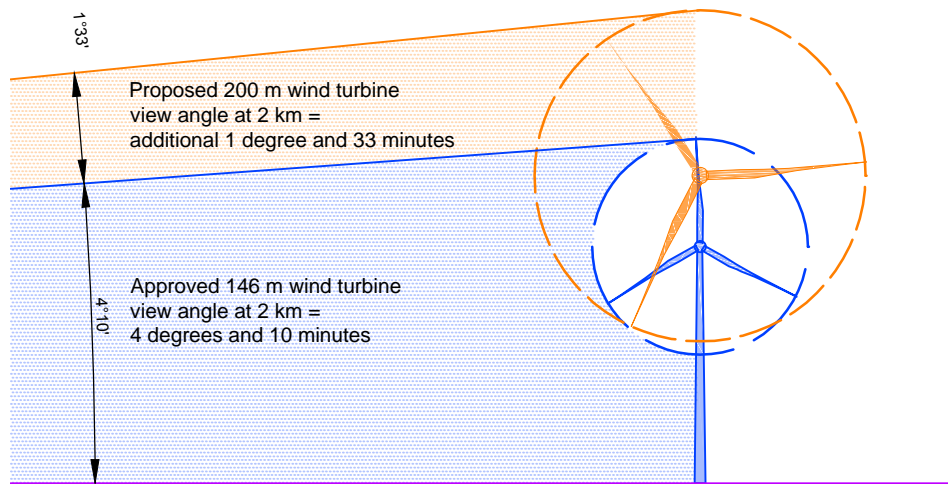 1°33'
Proposed 200 m wind turbine
view angle at 2 km =
additional 1 degree and 33 minutes
Approved 146 m wind turbine
view angle at 2 km =
4 degrees and 10 minutes
4°10'